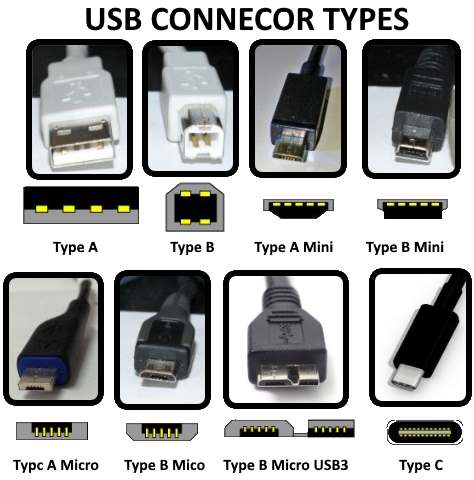 USB CONNECOR TYPES
Type A
Type B
Type A Mini
Type B Mini
Typc A Micro
Type B Mico
Type B Micro USB3
Type C